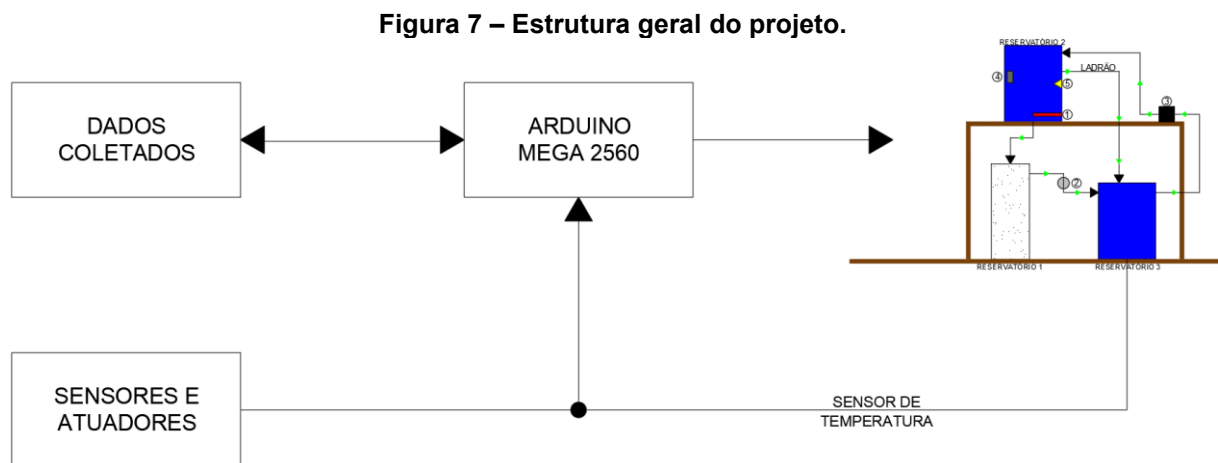 Figura 7 – Estrutura geral do projeto.
RESERVATÓRIO 2
LADRÃO
④
⑤
③
①
DADOS
COLETADOS
ARDUINO
MEGA 2560
②
RESERVATÓRIO 1
RESERVATÓRIO 3
SENSORES E
ATUADORES
SENSOR DE
TEMPERATURA